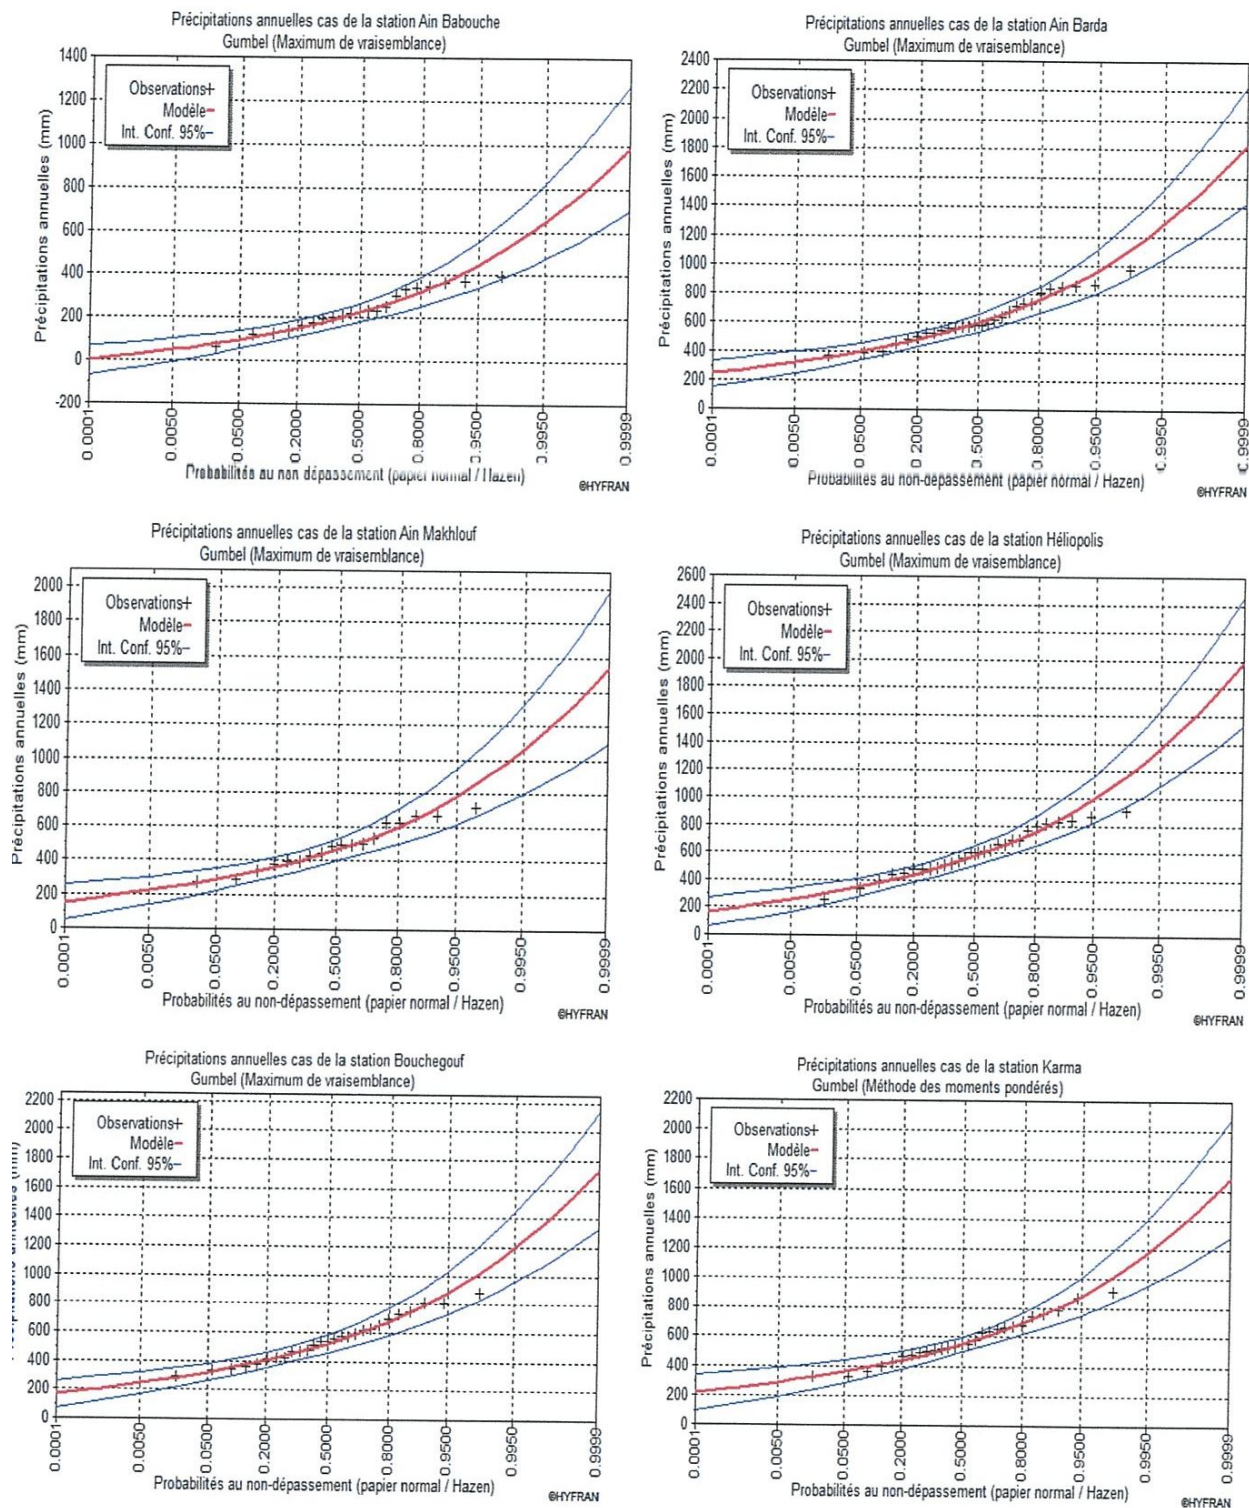 Précipitations annuelles cas de la station Ain Babouche
Gumbel (Maximum de vraisemblance)
Précipitations annuelles (mm)
1400
1200
1000
800
600
400
200
0
-200
Observations+
Modèle-
Int. Conf. 95%-
0.0001
0.0050
0.0500
0.2000
0.5000
0.8000
0.9500
0.9950
0.9999
Probabilités au non dépassement (papier normal / Hazen)
©HYFRAN
Précipitations annuelles cas de la station Ain Barda
Gumbel (Maximum de vraisemblance)
Précipitations annuelles (mm)
2400
2200
2000
1800
1600
1400
1200
1000
800
600
400
200
0
Observations+
Modèle-
Int. Conf. 95%-
0.0001
0.0050
0.0500
0.2000
0.5000
0.8000
0.9500
0.9950
0.9999
Probabilités au non-dépassement (papier normal / Hazen)
©HYFRAN
Précipitations annuelles cas de la station Ain Makhlouf
Gumbel (Maximum de vraisemblance)
Précipitations annuelles (mm)
2000
1800
1600
1400
1200
1000
800
600
400
200
0
Observations+
Modèle-
Int. Conf. 95%-
0.0001
0.0050
0.0500
0.2000
0.5000
0.8000
0.9500
0.9950
0.9999
Probabilités au non-dépassement (papier normal / Hazen)
©HYFRAN
Précipitations annuelles cas de la station Héliopolis
Gumbel (Maximum de vraisemblance)
Précipitations annuelles (mm)
2600
2400
2200
2000
1800
1600
1400
1200
1000
800
600
400
200
0
Observations+
Modèle-
Int. Conf. 95%-
0.0001
0.0050
0.0500
0.2000
0.5000
0.8000
0.9500
0.9950
0.9999
Probabilités au non-dépassement (papier normal / Hazen)
©HYFRAN
Précipitations annuelles cas de la station Bouchegouf
Gumbel (Maximum de vraisemblance)
annuelles (mm)
2200
2000
1800
1600
1400
1200
1000
800
600
400
200
0
Observations+
Modèle-
Int. Conf. 95%-
0.0001
0.0050
0.0500
0.2000
0.5000
0.8000
0.9500
0.9950
0.9999
Probabilités au non-dépassement (papier normal / Hazen)
©HYFRAN
Précipitations annuelles cas de la station Karma
Gumbel (Méthode des moments pondérés)
Précipitations annuelles (mm)
2200
2000
1800
1600
1400
1200
1000
800
600
400
200
0
Observations+
Modèle-
Int. Conf. 95%-
0.0001
0.0050
0.0500
0.2000
0.5000
0.8000
0.9500
0.9950
0.9999
Probabilités au non-dépassement (papier normal / Hazen)
©HYFRAN